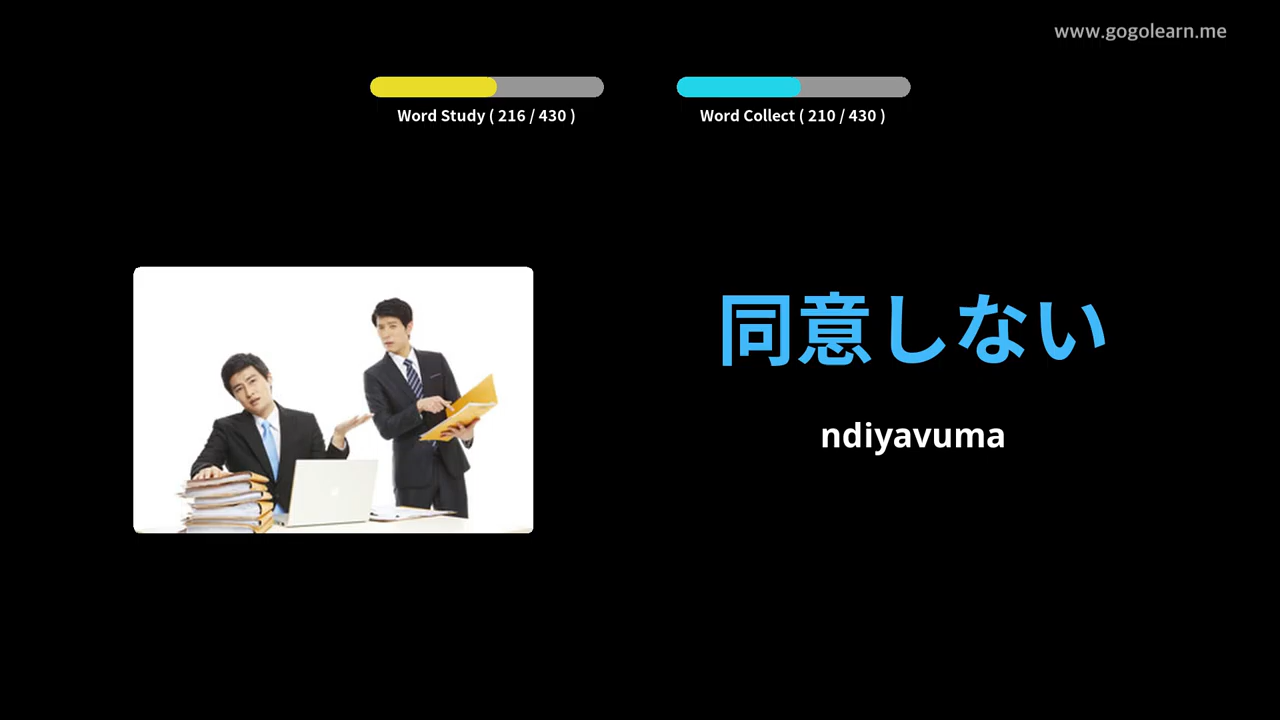 www.gogolearn.me
Word Study ( 216 / 430 )
Word Collect ( 210 / 430 )
同意しない
ndiyavuma